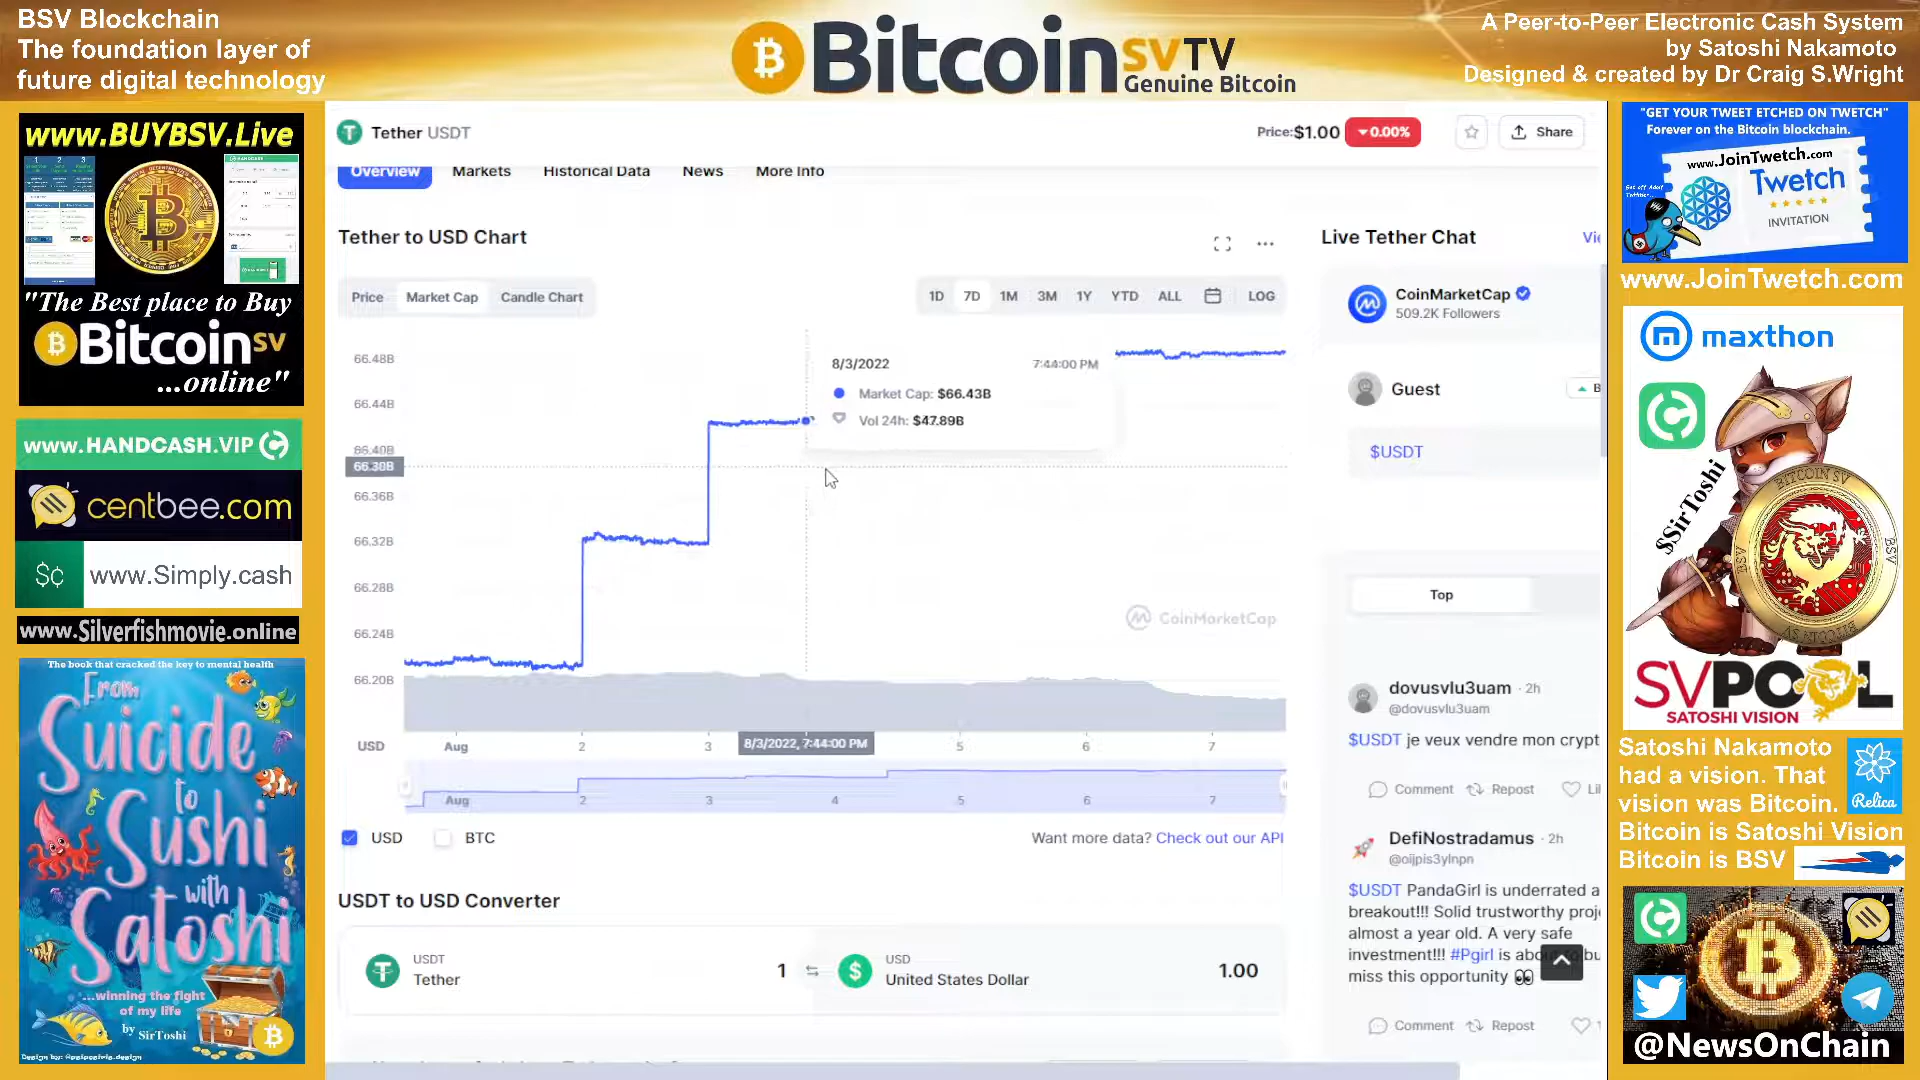 BSV Blockchain
The foundation layer of
future digital technology
Bitcoin SV TV
Genuine Bitcoin
A Peer-to-Peer Electronic Cash System
by Satoshi Nakamoto
Designed & created by Dr Craig S.Wright
www.BUYBSV.Live
"The Best place to Buy
Bitcoin SV
...online"
www.HANDCASH.VIP
centbee.com
$c www.Simply.cash
www.Silverfishmovie.online
The book that cracked the key to mental health
From
Suicide
to
Sushi
with
Satoshi
...winning the fight
of my life
by SirToshi
Tether USDT
Price:$1.00
0.00%
Share
Overview
Markets
Historical Data
News
More Info
Tether to USD Chart
Price
Market Cap
Candle Chart
1D
7D
1M
3M
1Y
YTD
ALL
LOG
66.48B
66.44B
66.40B
66.38B
66.36B
66.32B
66.28B
66.24B
66.20B
8/3/2022
7:44:00 PM
Market Cap: $66.43B
Vol 24h: $47.89B
CoinMarketCap
USD
Aug
2
3
8/3/2022, 7:44:00 PM
5
6
7
Aug
2
3
4
5
6
7
USD
BTC
Want more data? Check out our API
USDT to USD Converter
USDT
Tether
1
USD
United States Dollar
1.00
Live Tether Chat
CoinMarketCap
509.2K Followers
Guest
$USDT
Top
dovusvlu3uam · 2h
@dovusvlu3uam
$USDT je veux vendre mon crypt
Comment
Repost
DefiNostradamus · 2h
@oijpis3ylnpn
$USDT PandaGirl is underrated a
breakout!!! Solid trustworthy proj
almost a year old. A very safe
investment!!! #Pgirl is about to bu
miss this opportunity
Comment
Repost
"GET YOUR TWEET ETCHED ON TWETCH"
Forever on the Bitcoin blockchain.
www.JoinTwetch.com
Twetch
INVITATION
www.JoinTwetch.com
maxthon
$SirToshi
BITCOIN SV
BSV
BSV
BITCOIN SV
SVPOOL
SATOSHI VISION
Satoshi Nakamoto
had a vision. That
vision was Bitcoin.
Relica
Bitcoin is Satoshi Vision
Bitcoin is BSV
@NewsOnChain